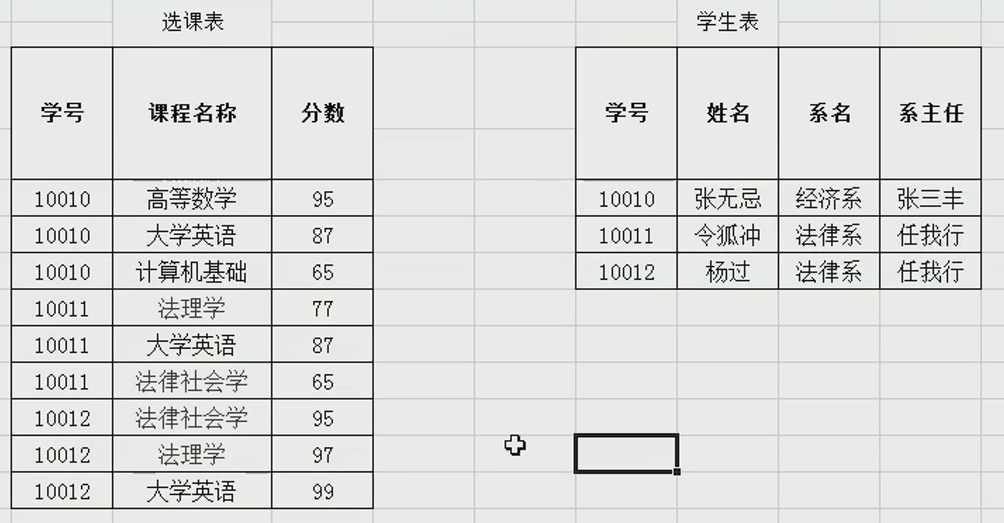 选课表 学生表
学号 课程名称 分数 学号 姓名 系名 系主任
10010 高等数学 95 10010 张无忌 经济系 张三丰
10010 大学英语 87 10011 令狐冲 法律系 任我行
10010 计算机基础 65 10012 杨过 法律系 任我行
10011 法理学 77
10011 大学英语 87
10011 法律社会学 65
10012 法律社会学 95
10012 法理学 97
10012 大学英语 99